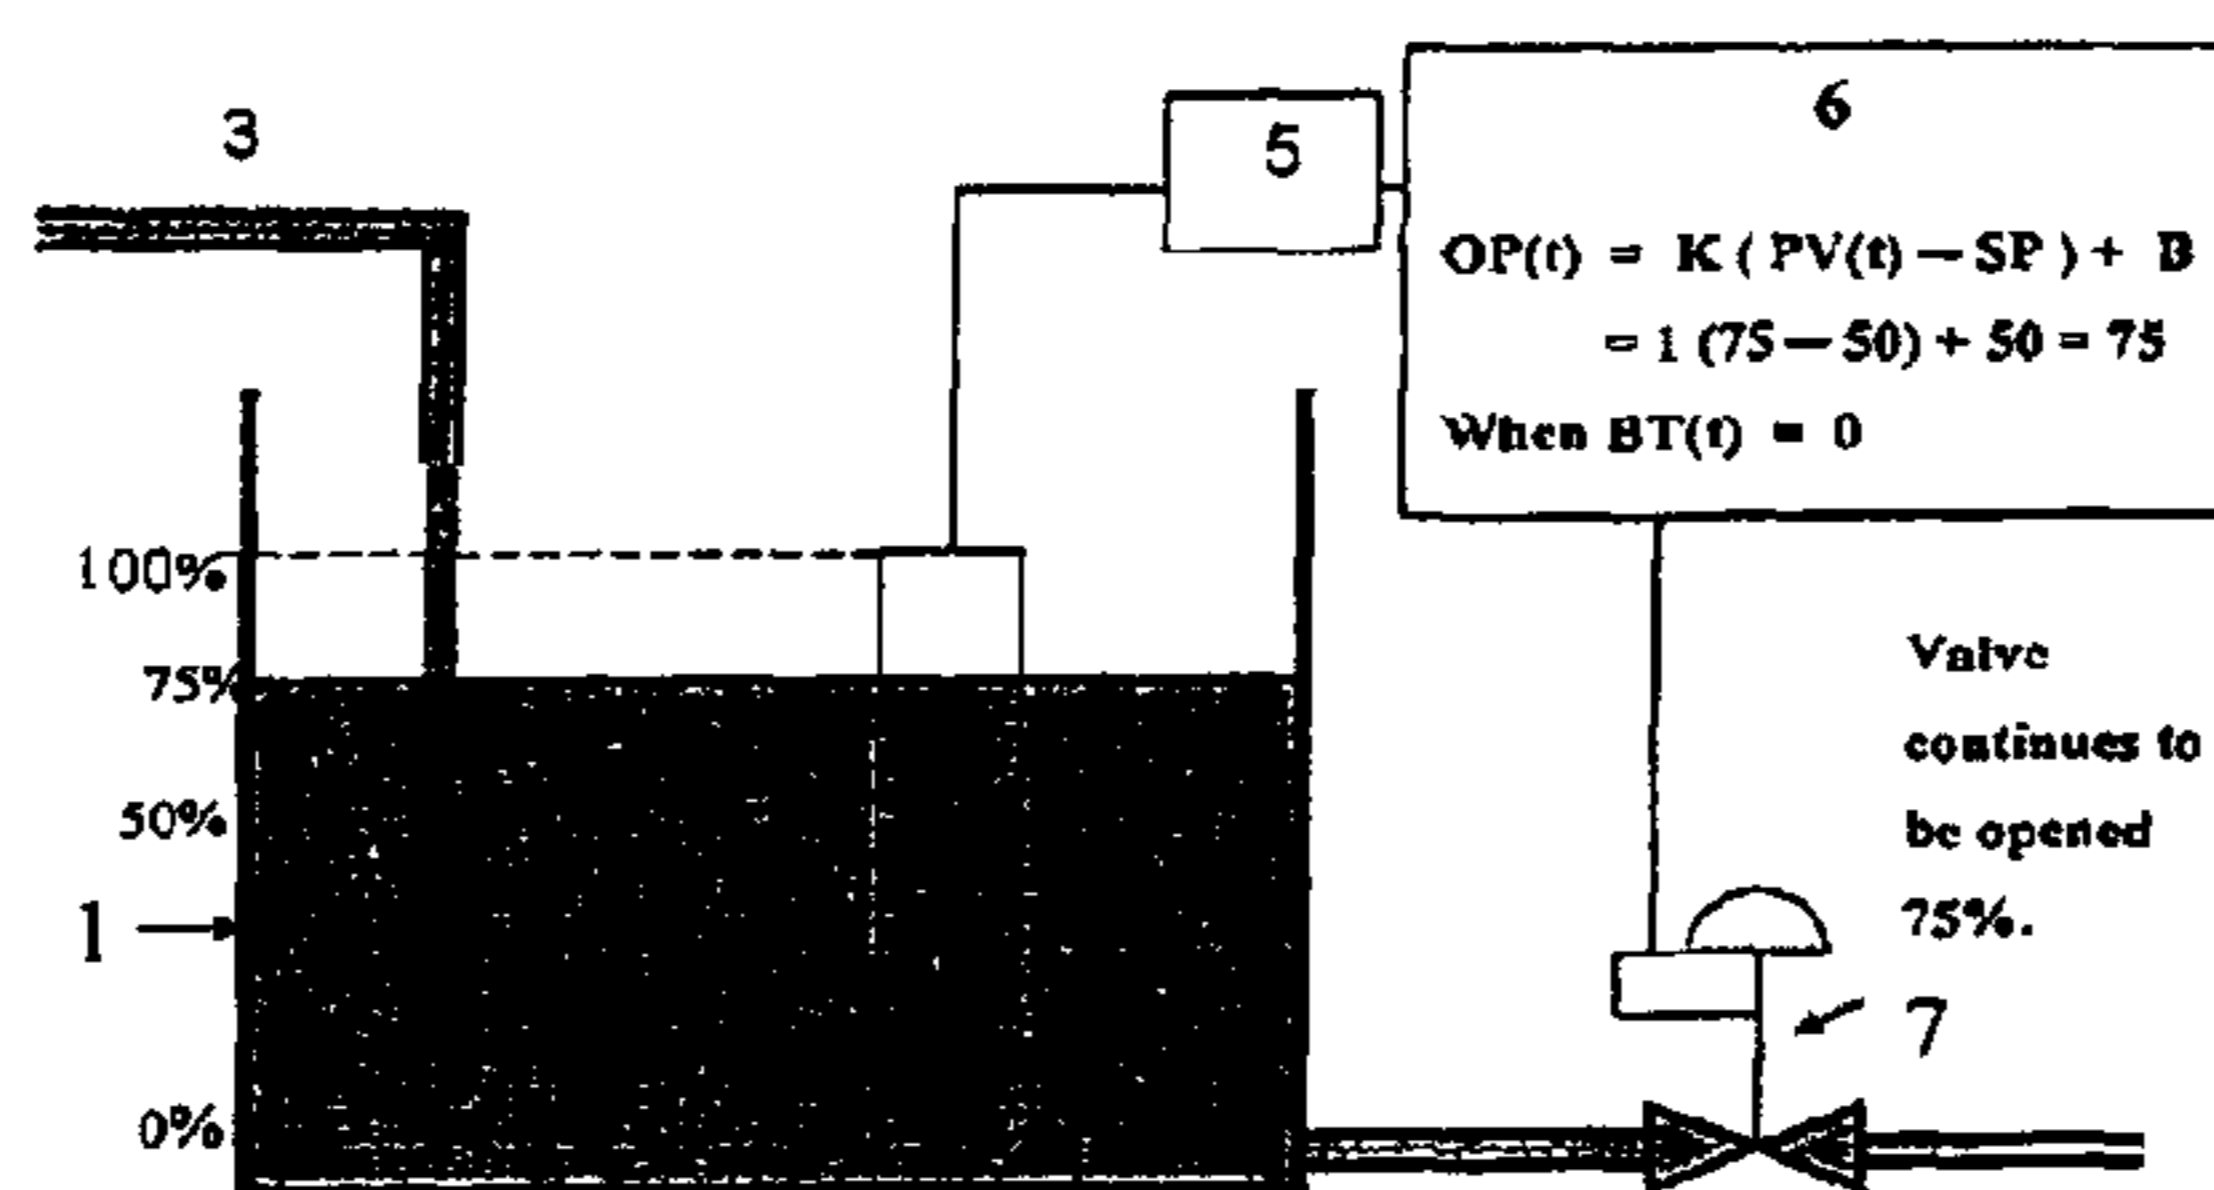 3
5
6
OP(t) = K ( PV(t) — SP ) + B
= 1 (75 — 50) + 50 = 75
When BT(t) = 0
100%
75%
50%
1
0%
Valve
continues to
be opened
75%.
7